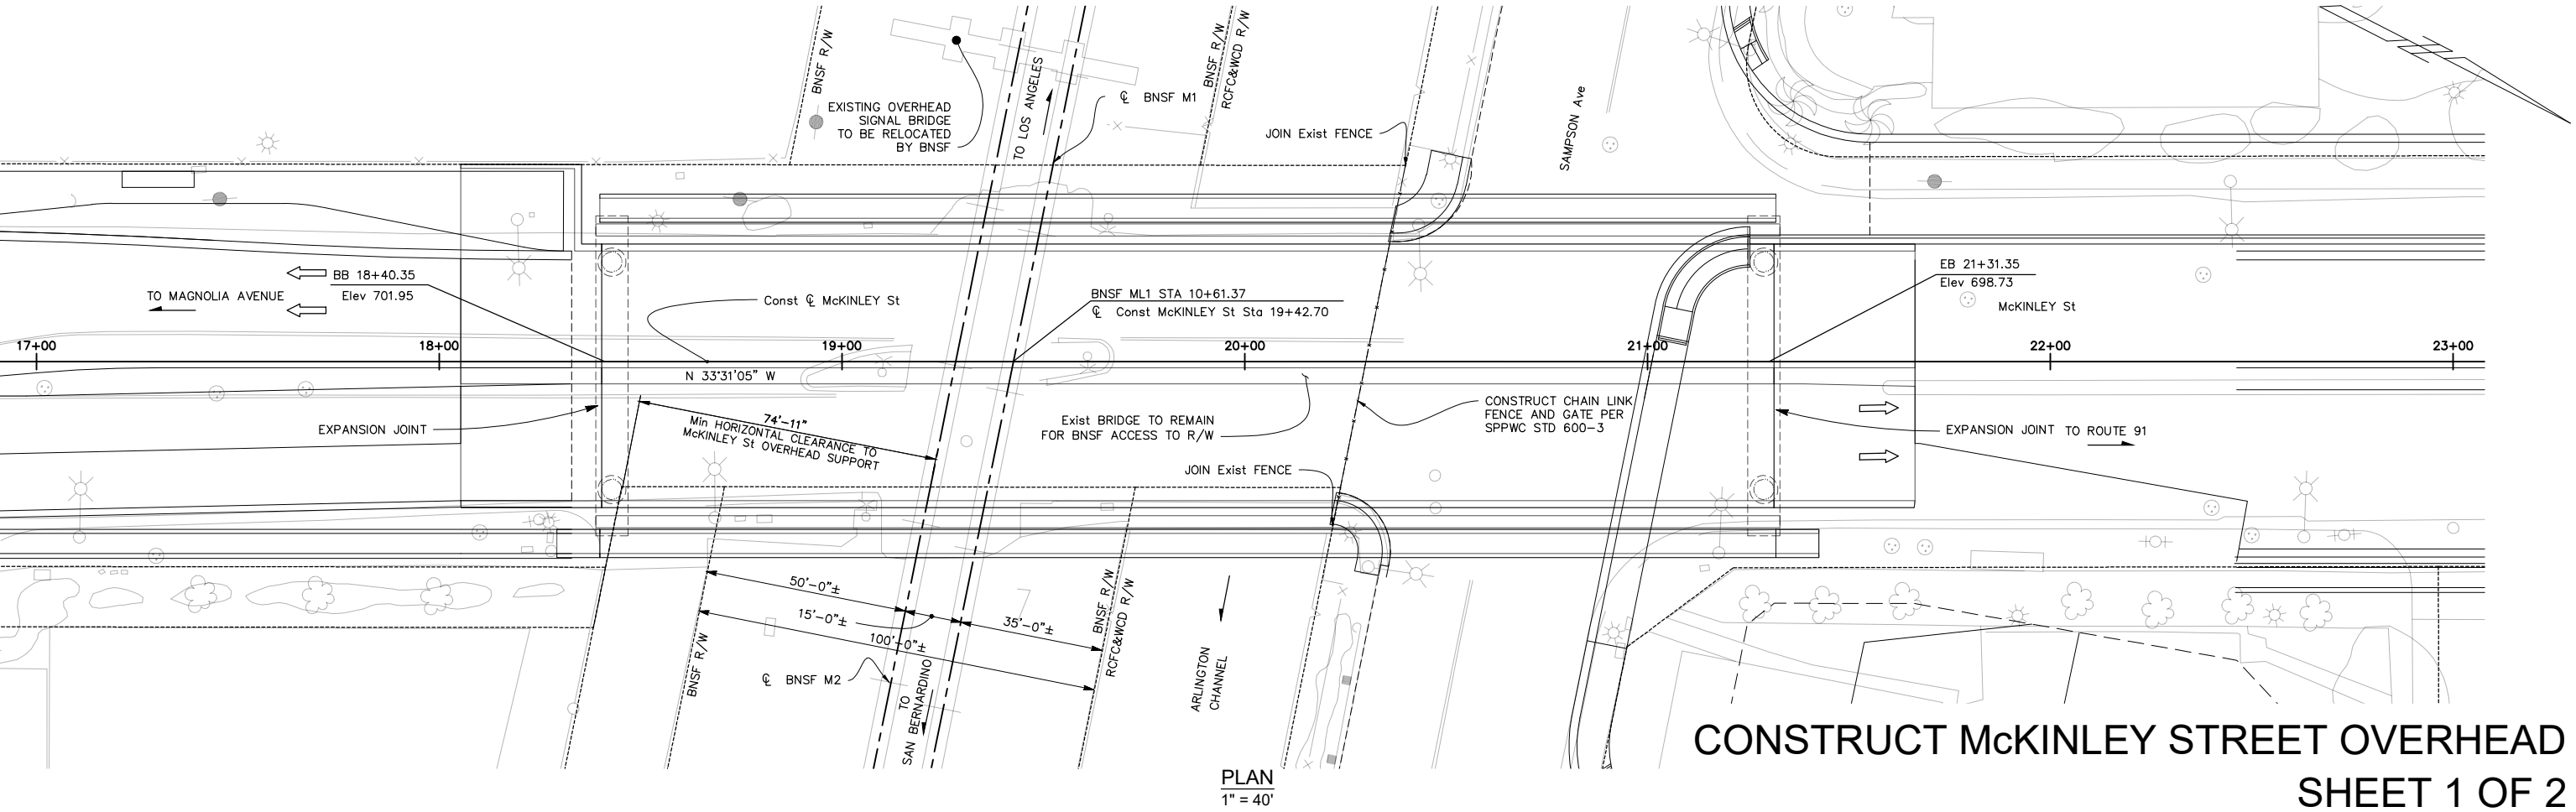 BNSF R/W
EXISTING OVERHEAD
SIGNAL BRIDGE
TO BE RELOCATED
BY BNSF
TO LOS ANGELES
℄ BNSF M1
BNSF R/W
RCFC&WCD R/W
JOIN Exist FENCE
SAMPSON Ave
TO MAGNOLIA AVENUE
BB 18+40.35
Elev 701.95
Const ℄ McKINLEY St
BNSF ML1 STA 10+61.37
℄ Const McKINLEY St Sta 19+42.70
EB 21+31.35
Elev 698.73
McKINLEY St
17+00
18+00
19+00
20+00
21+00
22+00
23+00
N 33°31'05" W
EXPANSION JOINT
74'-11"
Min HORIZONTAL CLEARANCE TO
McKINLEY St OVERHEAD SUPPORT
Exist BRIDGE TO REMAIN
FOR BNSF ACCESS TO R/W
CONSTRUCT CHAIN LINK
FENCE AND GATE PER
SPPWC STD 600-3
EXPANSION JOINT
TO ROUTE 91
JOIN Exist FENCE
50'-0"±
15'-0"±
35'-0"±
100'-0"±
BNSF R/W
℄ BNSF M2
TO
SAN BERNARDINO
BNSF R/W
RCFC&WCD R/W
ARLINGTON
CHANNEL
CONSTRUCT McKINLEY STREET OVERHEAD
SHEET 1 OF 2
PLAN
1" = 40'